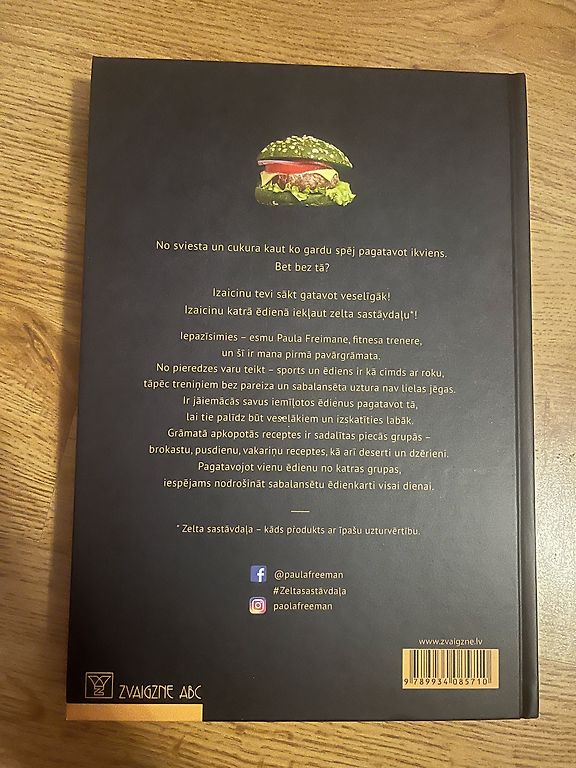 No sviesta un cukura kaut ko gardu spēj pagatavot ikviens.
Bet bez tā?
Izaicinu tevi sākt gatavot veselīgāk!
Izaicinu katrā ēdienā iekļaut zelta sastāvdaļu*!
Iepazīsimies – esmu Paula Freimane, fitnesa trenere,
un šī ir mana pirmā pavārgrāmata.
No pieredzes varu teikt – sports un ēdiens ir kā cimds ar roku,
tāpēc treniņiem bez pareiza un sabalansēta uztura nav lielas jēgas.
Ir jāiemācās savus iemīļotos ēdienus pagatavot tā,
lai tie palīdz būt veselākiem un izskatīties labāk.
Grāmatā apkopotās receptes ir sadalītas piecās grupās –
brokastu, pusdienu, vakariņu receptes, kā arī deserti un dzērieni.
Pagatavojot vienu ēdienu no katras grupas,
iespējams nodrošināt sabalansētu ēdienkarti visai dienai.
* Zelta sastāvdaļa – kāds produkts ar īpašu uzturvērtību.
@paulafreeman
#Zeltasastāvdaļa
paolafreeman
www.zvaigzne.lv
9 789934 085710
ZVAIGZNE ABC